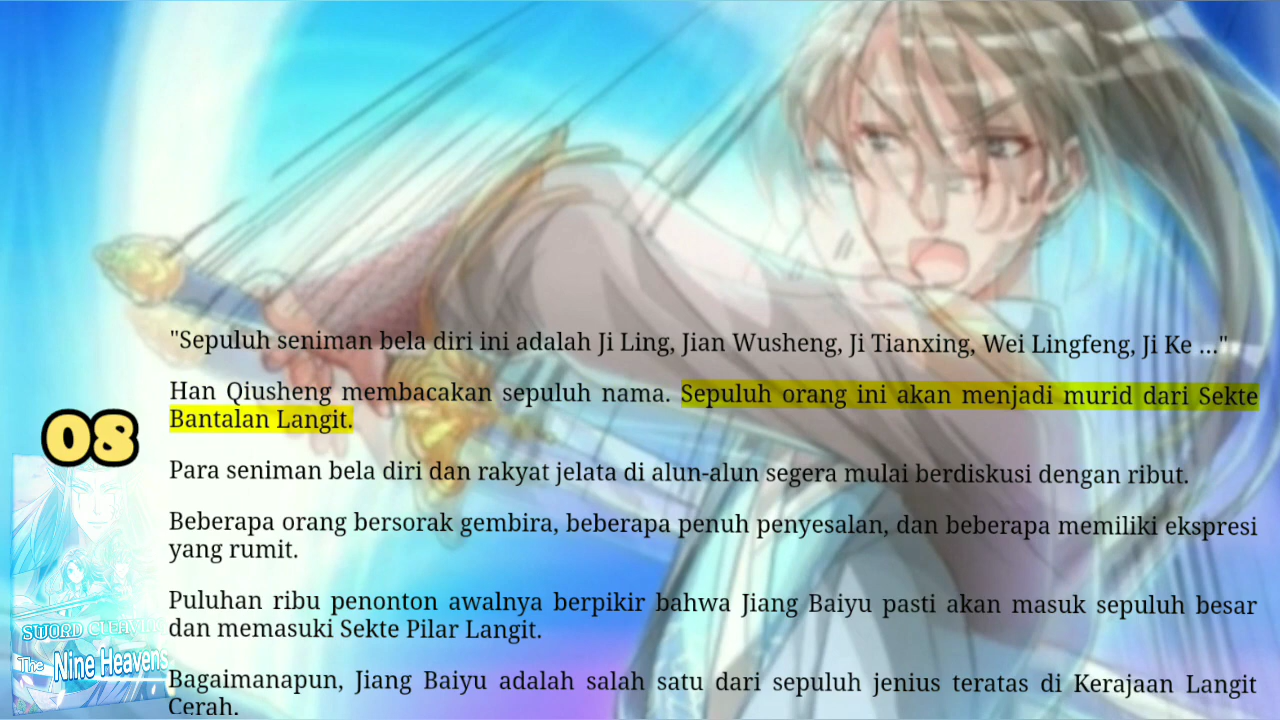 "Sepuluh seniman bela diri ini adalah Ji Ling, Jian Wusheng, Ji Tianxing, Wei Lingfeng, Ji Ke ..."
Han Qiusheng membacakan sepuluh nama. Sepuluh orang ini akan menjadi murid dari Sekte
Bantalan Langit.
08
Para seniman bela diri dan rakyat jelata di alun-alun segera mulai berdiskusi dengan ribut.
Beberapa orang bersorak gembira, beberapa penuh penyesalan, dan beberapa memiliki ekspresi
yang rumit.
Puluhan ribu penonton awalnya berpikir bahwa Jiang Baiyu pasti akan masuk sepuluh besar
dan memasuki Sekte Pilar Langit.
SWORD
The Nine Heavens
Bagaimanapun, Jiang Baiyu adalah salah satu dari sepuluh jenius teratas di Kerajaan Langit
Cerah.